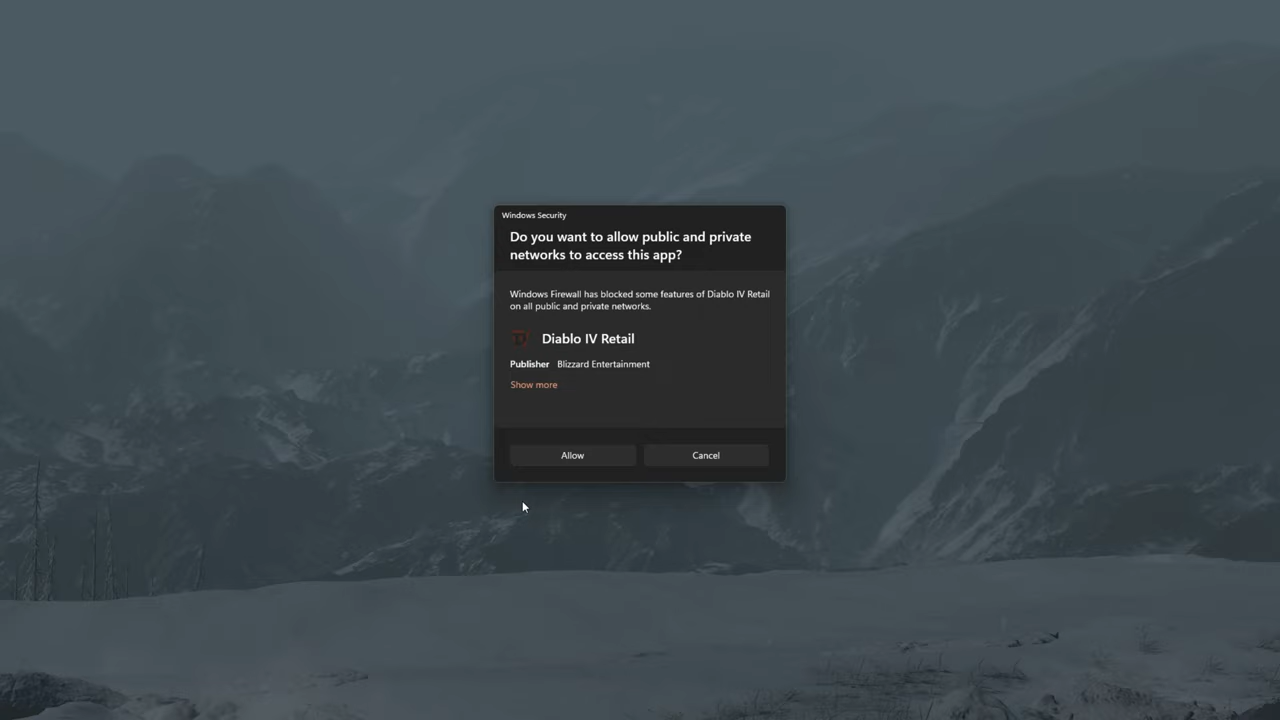 Windows Security
Do you want to allow public and private
networks to access this app?
Windows Firewall has blocked some features of Diablo IV Retail
on all public and private networks.
Diablo IV Retail
Publisher Blizzard Entertainment
Show more
Allow Cancel